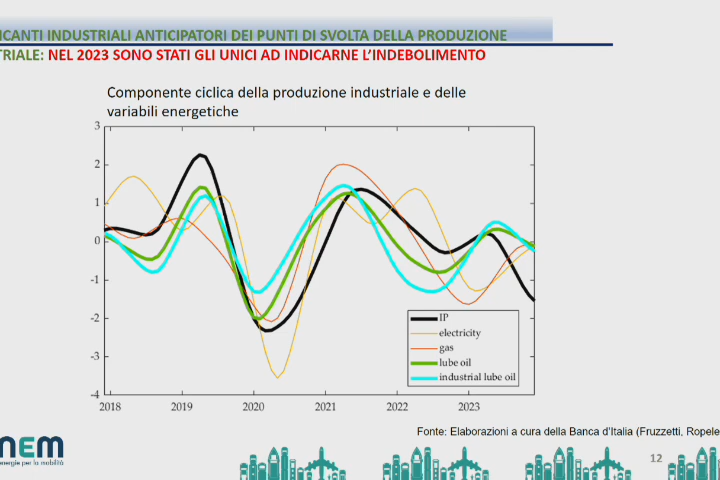 ICANTI INDUSTRIALI ANTICIPATORI DEI PUNTI DI SVOLTA DELLA PRODUZIONE
TRIALE: NEL 2023 SONO STATI GLI UNICI AD INDICARNE L'INDEBOLIMENTO
Componente ciclica della produzione industriale e delle
variabili energetiche
3
2
1
0
-1
-2
-3
-4
2018 2019 2020 2021 2022 2023
IP
electricity
gas
lube oil
industrial lube oil
Fonte: Elaborazioni a cura della Banca d'Italia (Fruzzetti, Ropele
nEm
energie per la mobilità
12